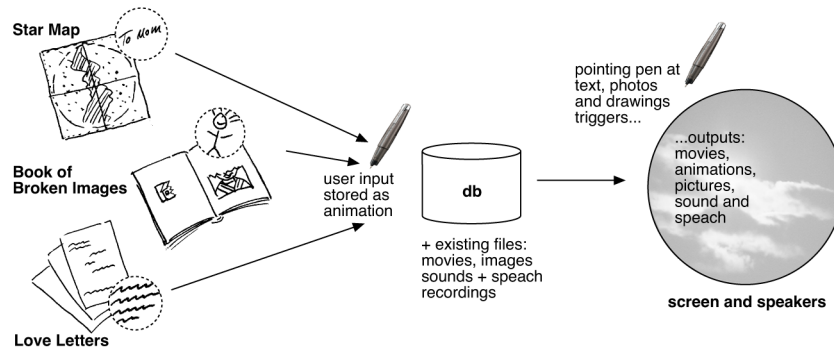 Star Map
To Mom
Book of
Broken Images
Love Letters
user input
stored as
animation
db
+ existing files:
movies, images
sounds + speach
recordings
pointing pen at
text, photos
and drawings
triggers...
...outputs:
movies,
animations,
pictures,
sound and
speach
screen and speakers